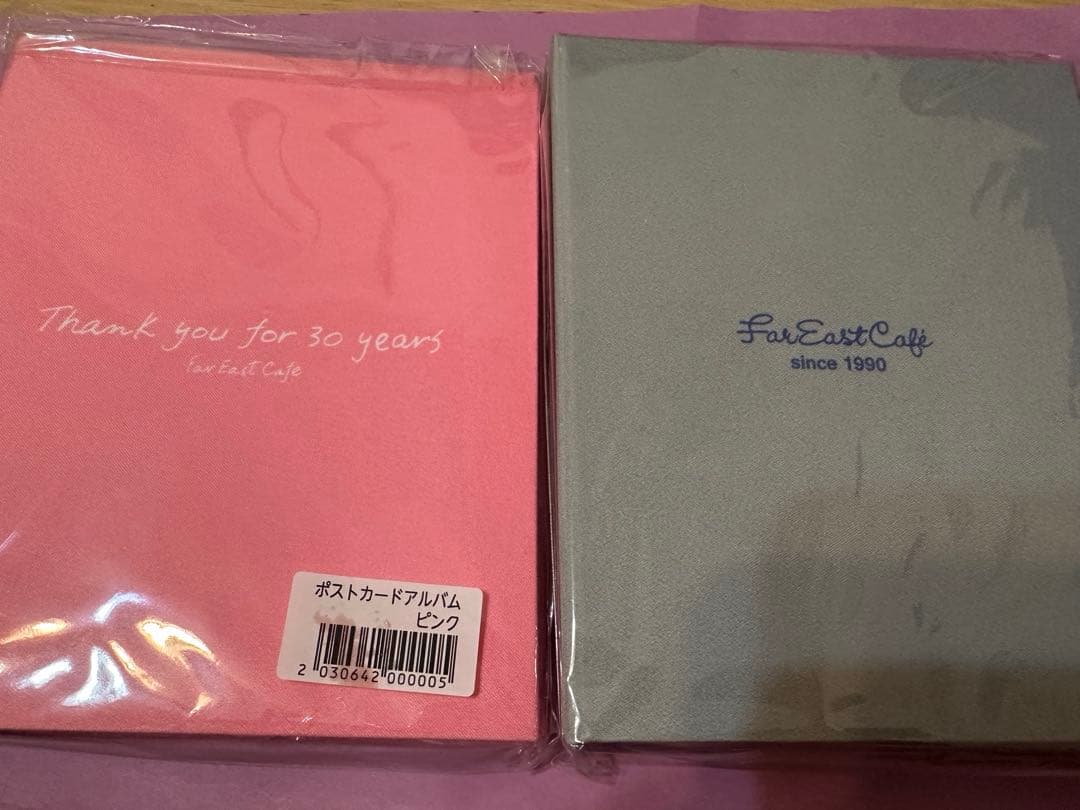 Thank you for 30 years
Far East Cafe
ポストカードアルバム
ピンク
2 030642 000005
Far East Café
since 1990